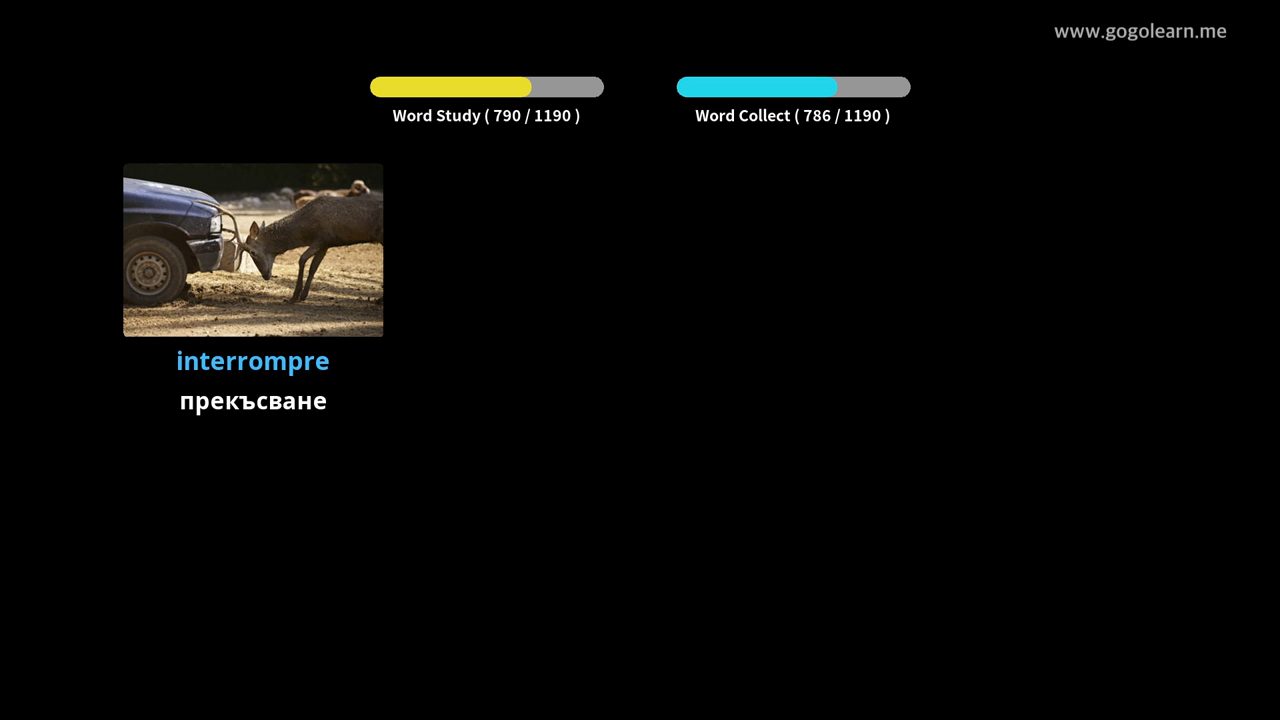 www.gogolearn.me
Word Study ( 790 / 1190 )
Word Collect ( 786 / 1190 )
interrompre
прекъсване